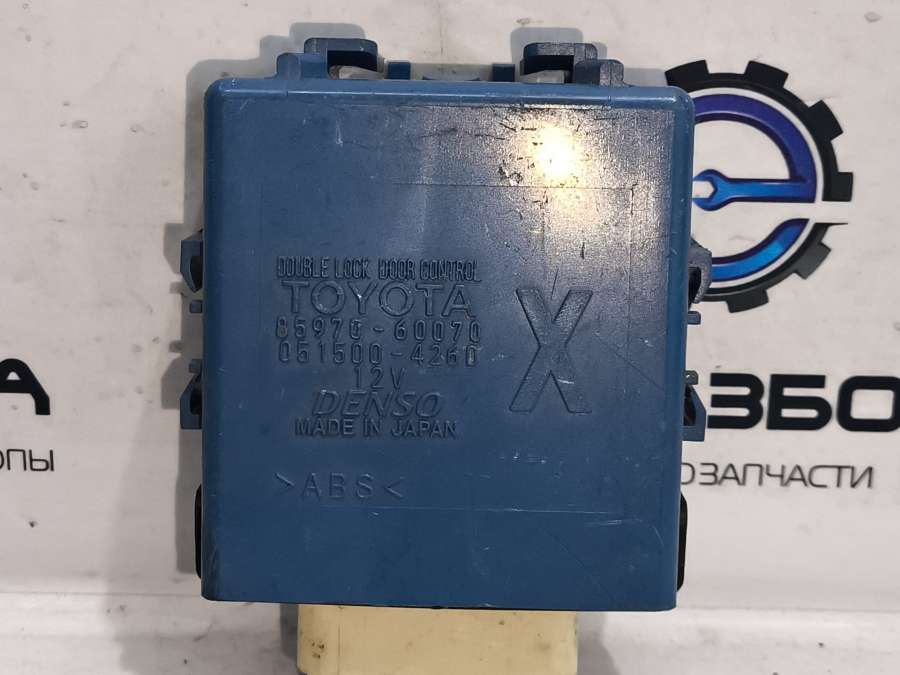 DOUBLE LOCK DOOR CONTROL
TOYOTA
85970-60070
051500-4260
12V
DENSO
MADE IN JAPAN
X
>ABS<
А
ОПЫ
ЗБО
ОЗАПЧАСТИ